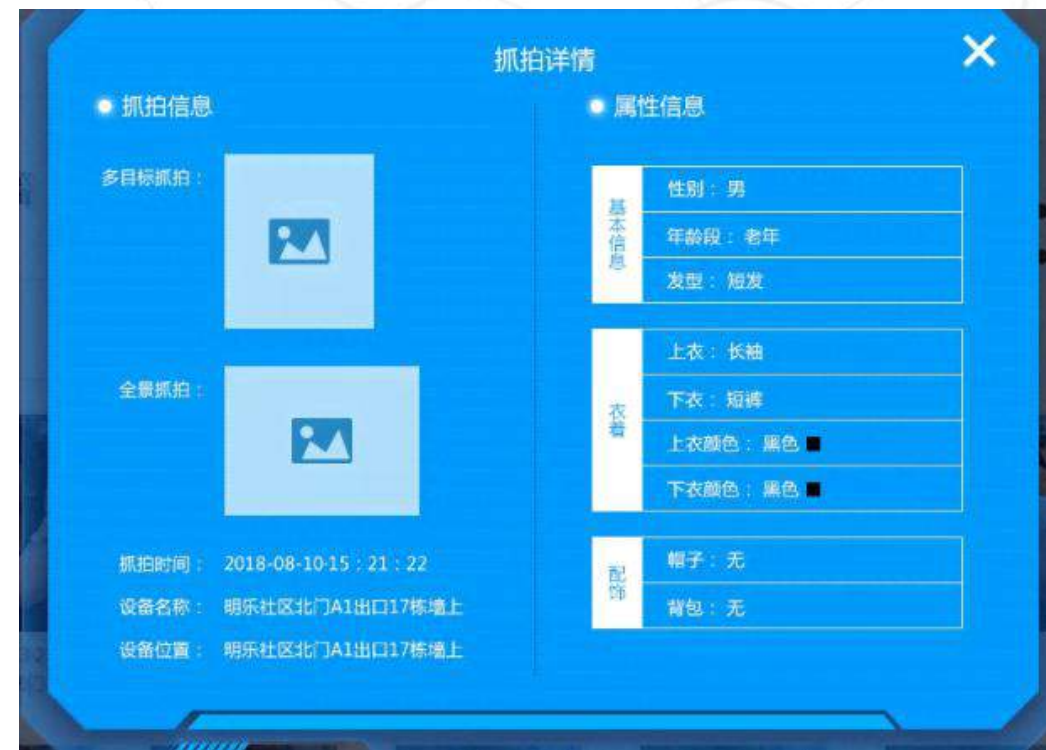 抓拍详情
抓拍信息
多目标抓拍：
全景抓拍：
抓拍时间： 2018-08-10-15：21：22
设备名称： 明乐社区北门A1出口17栋墙上
设备位置： 明乐社区北门A1出口17栋墙上
属性信息
基本信息
性别：男
年龄段：老年
发型：短发
衣着
上衣：长袖
下衣：短裤
上衣颜色：黑色
下衣颜色：黑色
配饰
帽子：无
背包：无